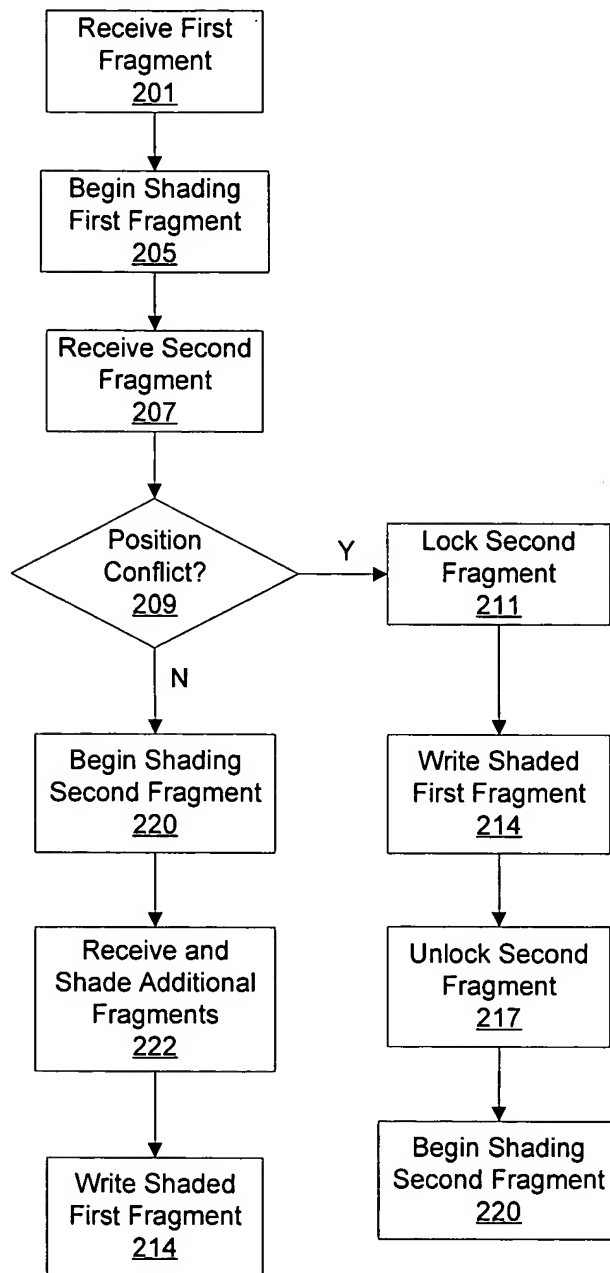 Receive First
Fragment
201
Begin Shading
First Fragment
205
Receive Second
Fragment
207
Position
Conflict?
209
Y
Lock Second
Fragment
211
N
Begin Shading
Second Fragment
220
Write Shaded
First Fragment
214
Receive and
Shade Additional
Fragments
222
Unlock Second
Fragment
217
Write Shaded
First Fragment
214
Begin Shading
Second Fragment
220